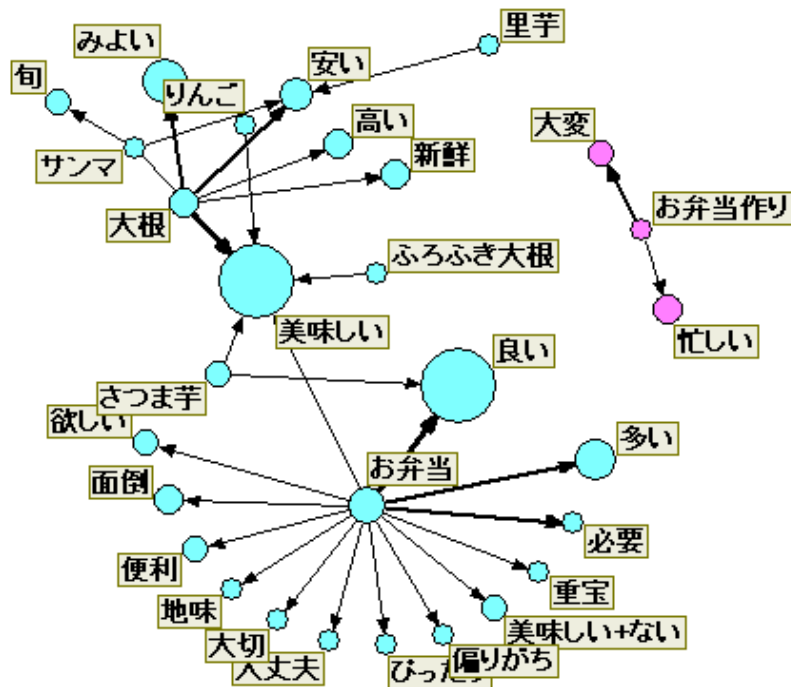 みよい
里芋
旬
安い
りんご
大変
高い
サンマ
新鮮
お弁当作り
大根
ふろふき大根
美味しい
忙しい
良い
さつま芋
欲しい
多い
お弁当
面倒
必要
便利
重宝
地味
美味しい+ない
大切
大丈夫
偏りがち